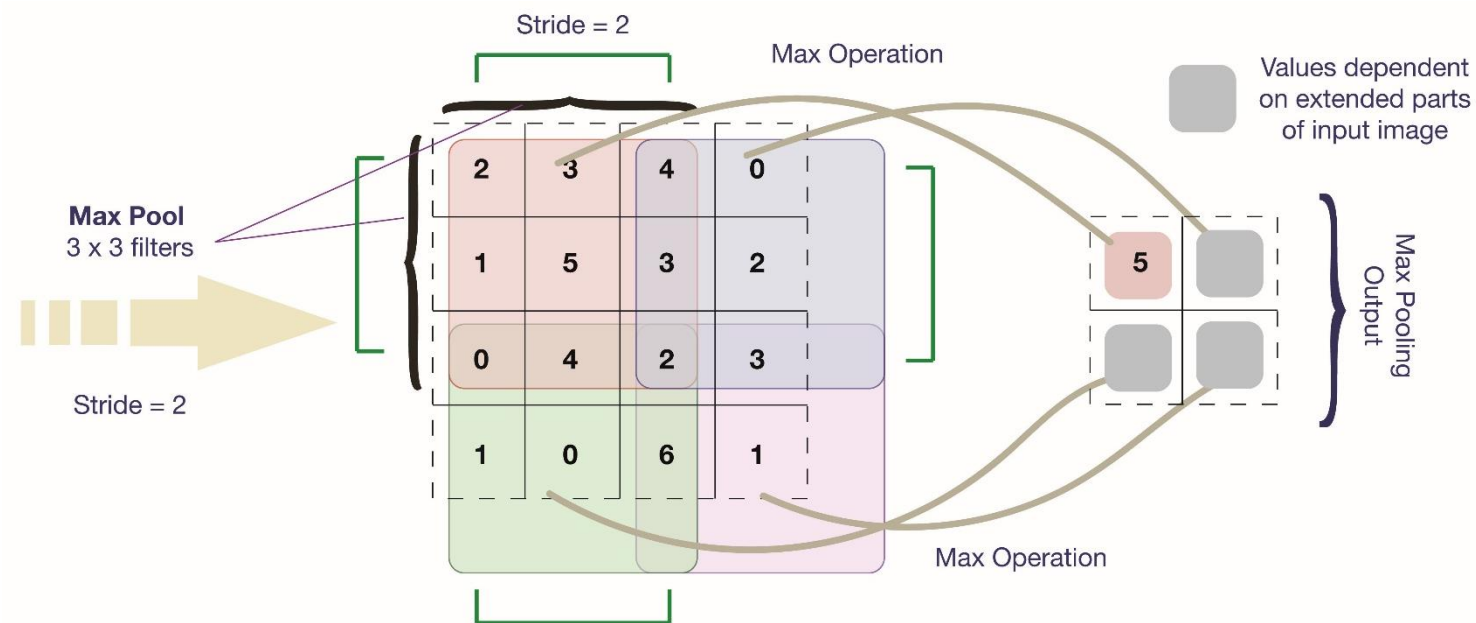 Stride = 2
Max Operation
Values dependent
on extended parts
of input image
Max Pool
3 x 3 filters
2 3 4 0
1 5 3 2
0 4 2 3
1 0 6 1
5
Max Pooling
Output
Stride = 2
Max Operation